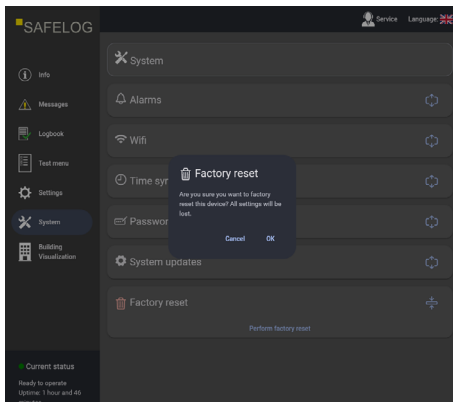 SAFELOG
Service Language:
Info
Messages
Logbook
Test menu
Settings
System
Building
Visualization
Current status
Ready to operate
Uptime: 1 hour and 46
System
Alarms
Wifi
Time syn
Passwor
System updates
Factory reset
Perform factory reset
Factory reset
Are you sure you want to factory
reset this device? All settings will be
lost.
Cancel OK